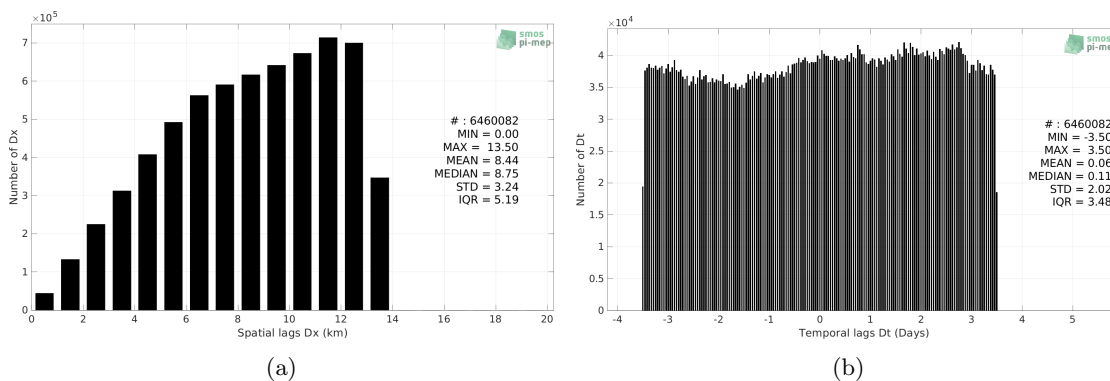 ×10⁵
smos
pi-mep
7
6
5
4
3
2
1
0
Number of Dx
# : 6460082
MIN = 0.00
MAX = 13.50
MEAN = 8.44
MEDIAN = 8.75
STD = 3.24
IQR = 5.19
0 2 4 6 8 10 12 14 16 18 20
Spatial lags Dx (km)
(a)
×10⁴
smos
pi-mep
4
3.5
3
2.5
2
1.5
1
0.5
0
Number of Dt
# : 6460082
MIN = -3.50
MAX = 3.50
MEAN = 0.06
MEDIAN = 0.11
STD = 2.02
IQR = 3.48
-4 -3 -2 -1 0 1 2 3 4 5
Temporal lags Dt (Days)
(b)